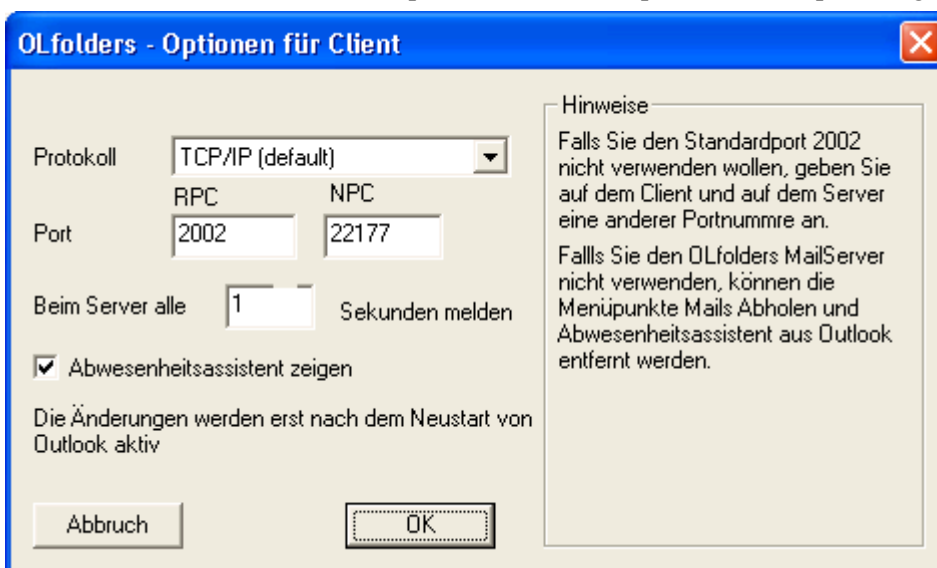 OLfolders - Optionen für Client
Protokoll
TCP/IP (default)
RPC
NPC
Port
2002
22177
Beim Server alle
1
Sekunden melden
Abwesenheitsassistent zeigen
Die Änderungen werden erst nach dem Neustart von
Outlook aktiv
Abbruch
OK
Hinweise
Falls Sie den Standardport 2002
nicht verwenden wollen, geben Sie
auf dem Client und auf dem Server
eine anderer Portnummre an.
Fallls Sie den OLfolders MailServer
nicht verwenden, können die
Menüpunkte Mails Abholen und
Abwesenheitsassistent aus Outlook
entfernt werden.